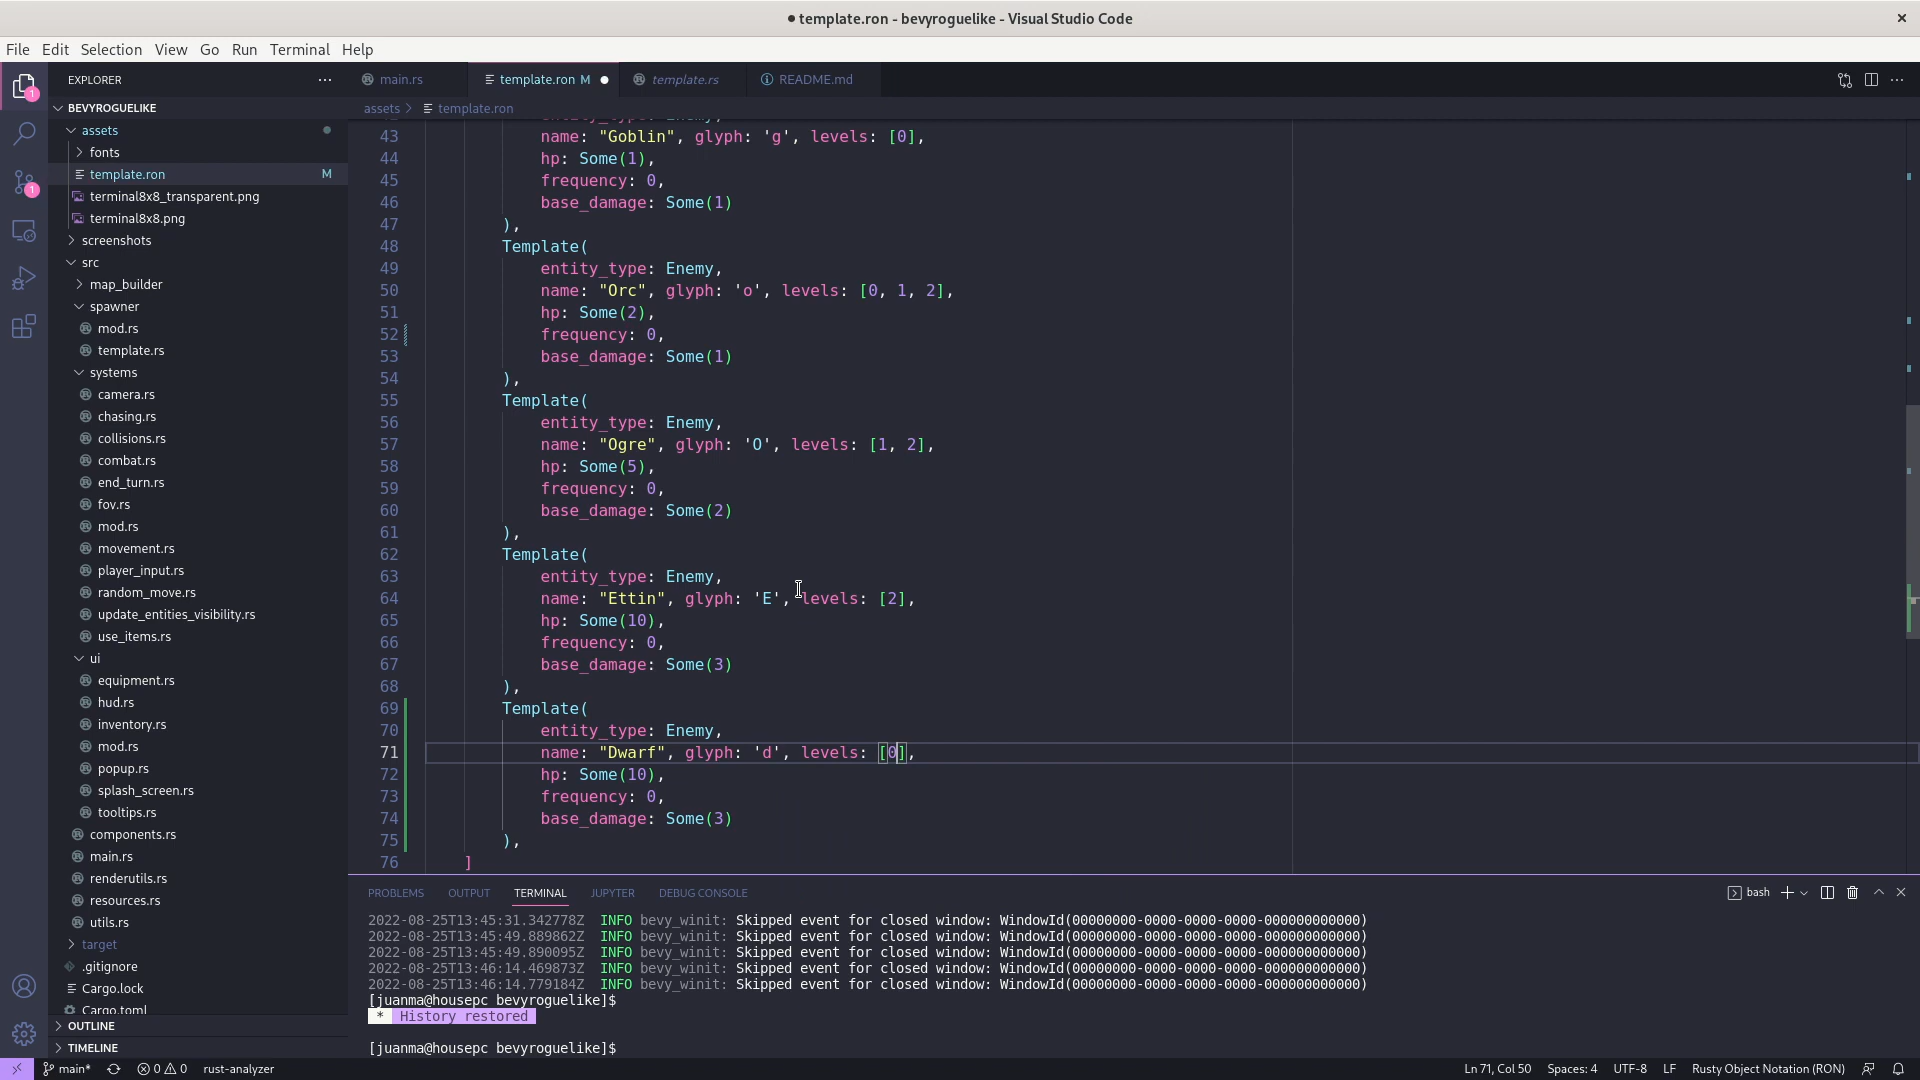 ● template.ron - bevyroguelike - Visual Studio Code
File Edit Selection View Go Run Terminal Help
EXPLORER
BEVYROGUELIKE
assets
fonts
template.ron M
terminal8x8_transparent.png
terminal8x8.png
screenshots
src
map_builder
spawner
mod.rs
template.rs
systems
camera.rs
chasing.rs
collisions.rs
combat.rs
end_turn.rs
fov.rs
mod.rs
movement.rs
player_input.rs
random_move.rs
update_entities_visibility.rs
use_items.rs
ui
equipment.rs
hud.rs
inventory.rs
mod.rs
popup.rs
splash_screen.rs
tooltips.rs
components.rs
main.rs
renderutils.rs
resources.rs
utils.rs
target
.gitignore
Cargo.lock
Cargo.toml
OUTLINE
TIMELINE
1
1
main.rs template.ron M ● template.rs README.md
assets > template.ron
43 name: "Goblin", glyph: 'g', levels: [0],
44 hp: Some(1),
45 frequency: 0,
46 base_damage: Some(1)
47 ),
48 Template(
49 entity_type: Enemy,
50 name: "Orc", glyph: 'o', levels: [0, 1, 2],
51 hp: Some(2),
52 frequency: 0,
53 base_damage: Some(1)
54 ),
55 Template(
56 entity_type: Enemy,
57 name: "Ogre", glyph: 'O', levels: [1, 2],
58 hp: Some(5),
59 frequency: 0,
60 base_damage: Some(2)
61 ),
62 Template(
63 entity_type: Enemy,
64 name: "Ettin", glyph: 'E', levels: [2],
65 hp: Some(10),
66 frequency: 0,
67 base_damage: Some(3)
68 ),
69 Template(
70 entity_type: Enemy,
71 name: "Dwarf", glyph: 'd', levels: [0],
72 hp: Some(10),
73 frequency: 0,
74 base_damage: Some(3)
75 ),
76 ]
PROBLEMS OUTPUT TERMINAL JUPYTER DEBUG CONSOLE bash
2022-08-25T13:45:31.342778Z INFO bevy_winit: Skipped event for closed window: WindowId(00000000-0000-0000-0000-000000000000)
2022-08-25T13:45:49.889862Z INFO bevy_winit: Skipped event for closed window: WindowId(00000000-0000-0000-0000-000000000000)
2022-08-25T13:45:49.890095Z INFO bevy_winit: Skipped event for closed window: WindowId(00000000-0000-0000-0000-000000000000)
2022-08-25T13:46:14.469873Z INFO bevy_winit: Skipped event for closed window: WindowId(00000000-0000-0000-0000-000000000000)
2022-08-25T13:46:14.779184Z INFO bevy_winit: Skipped event for closed window: WindowId(00000000-0000-0000-0000-000000000000)
[juanma@housepc bevyroguelike]$
* History restored
[juanma@housepc bevyroguelike]$
main* 0 0 rust-analyzer Ln 71, Col 50 Spaces: 4 UTF-8 LF Rusty Object Notation (RON)